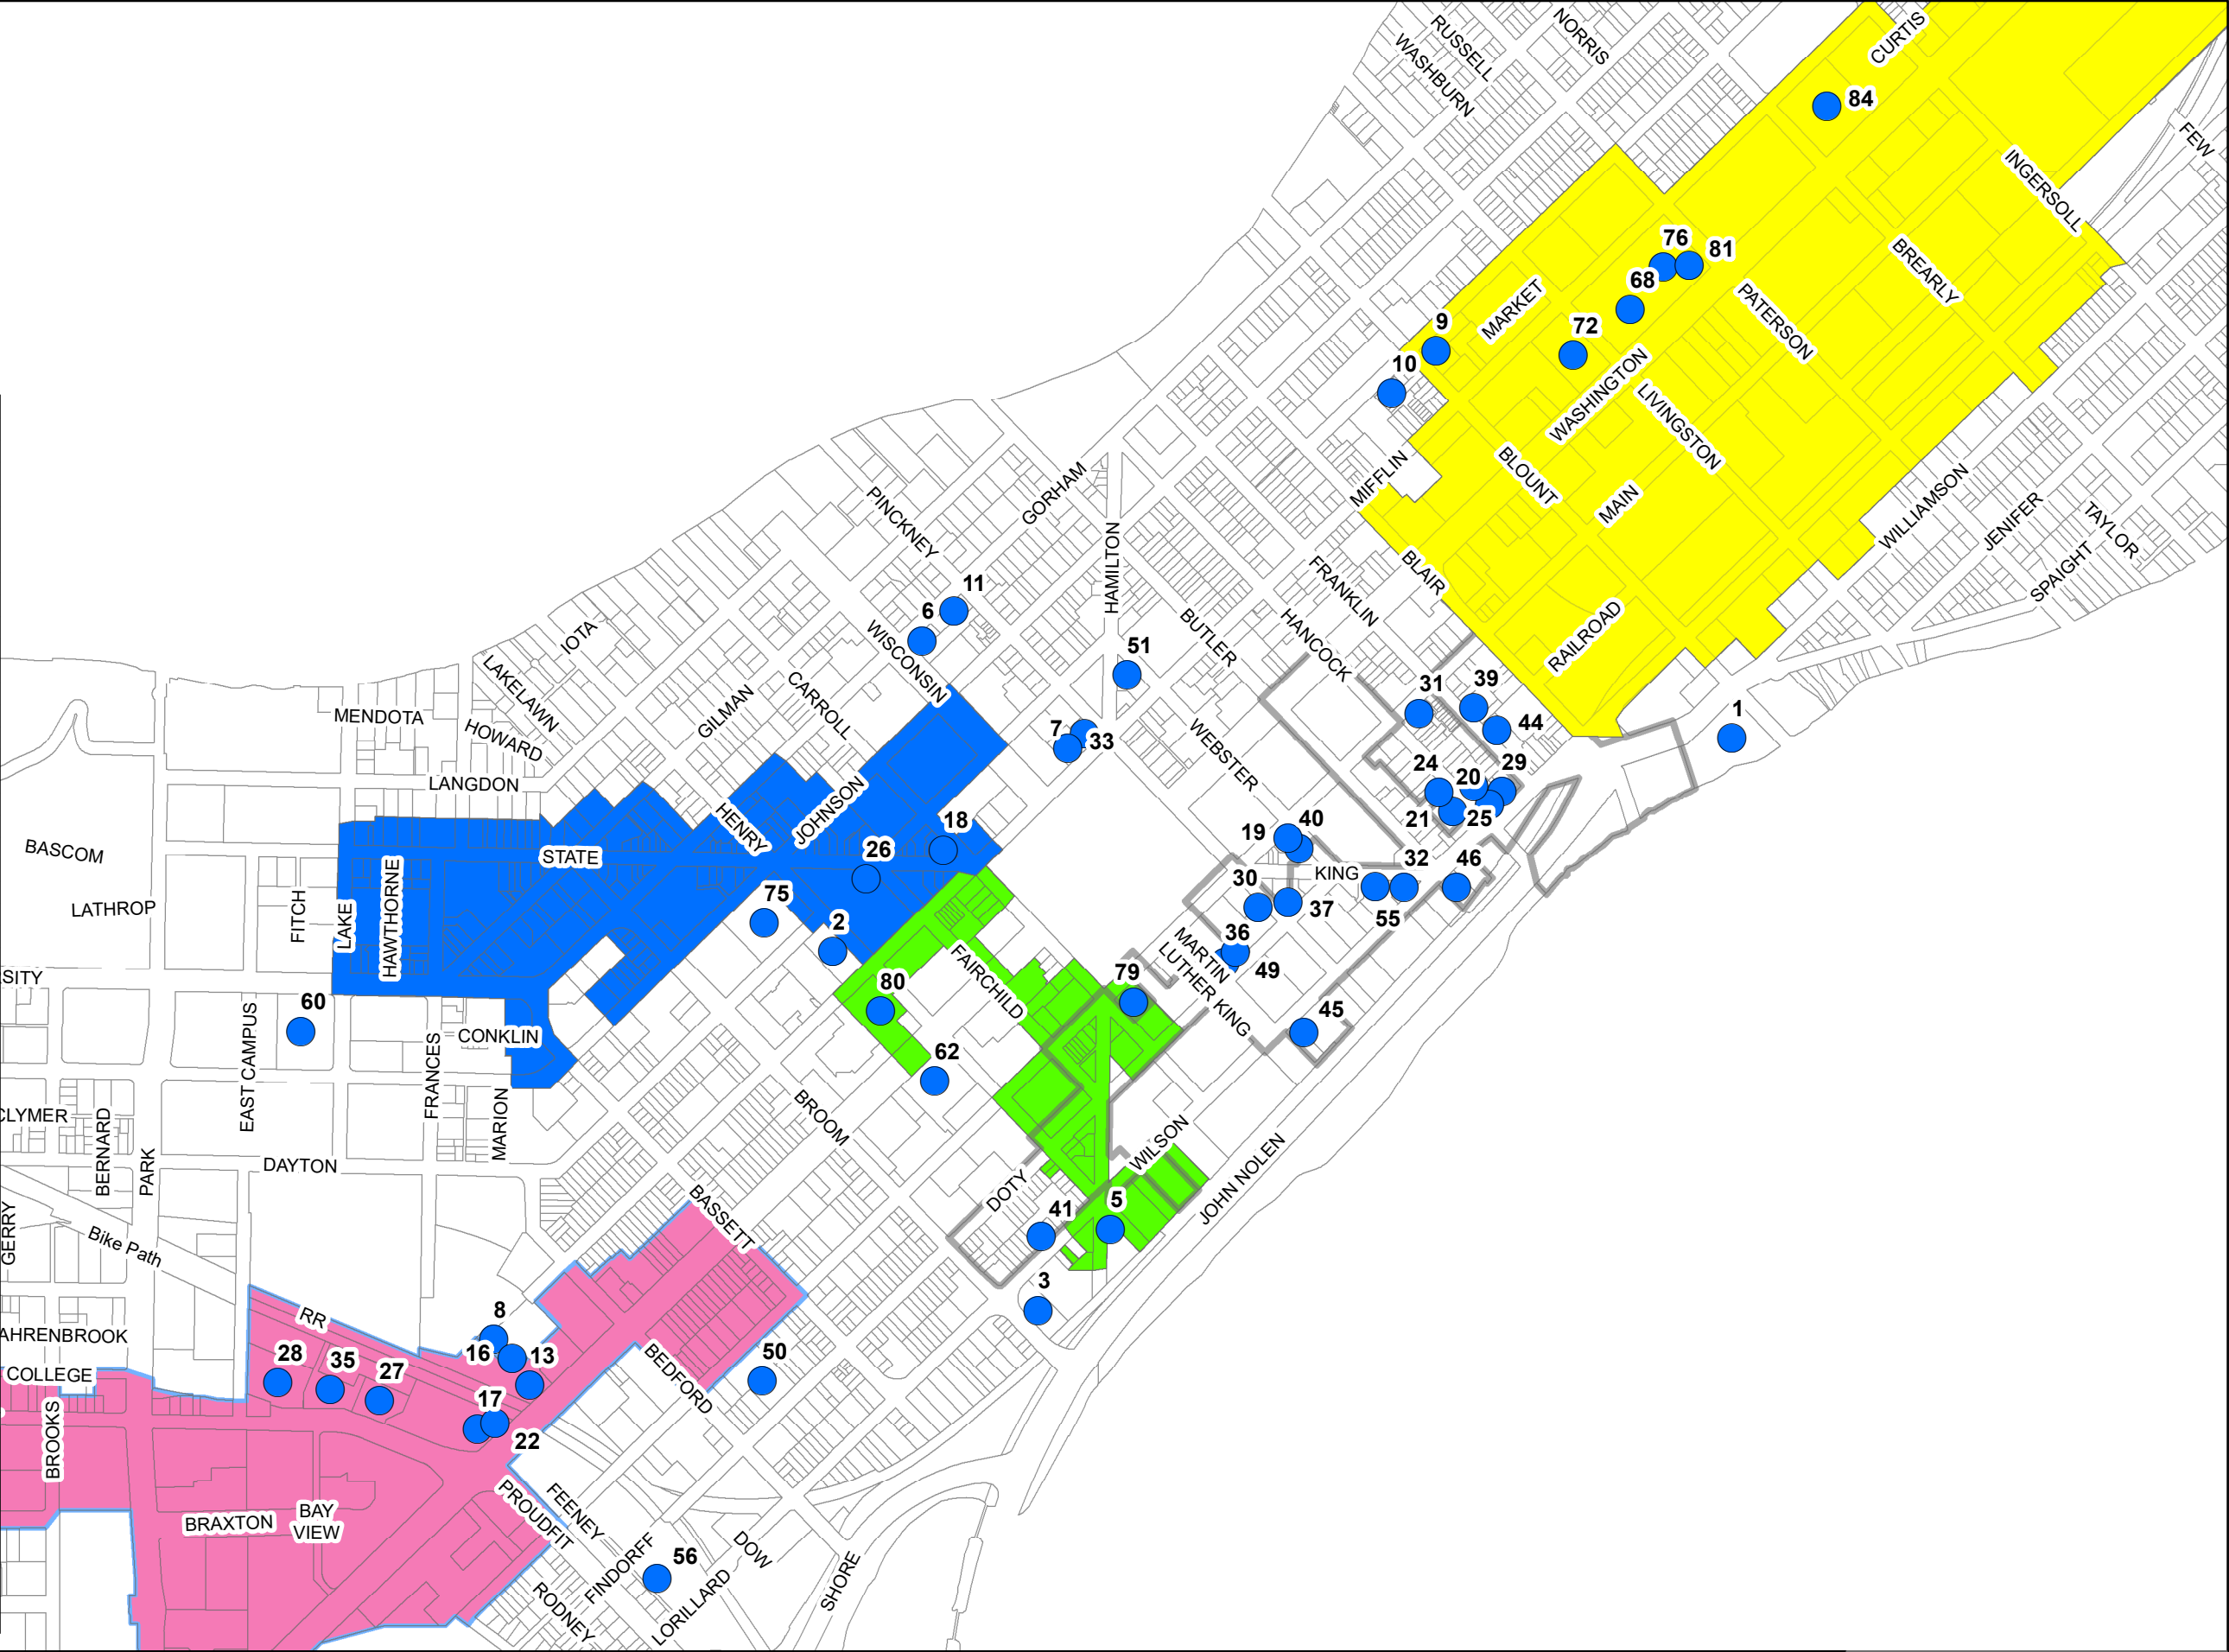 RUSSELL
NORRIS
WASHBURN
CURTIS
84
FEW
INGERSOLL
76
81
68
BREARLY
MARKET
PATERSON
9
72
10
WASHINGTON
LIVINGSTON
MIFFLIN
BLOUNT
MAIN
WILLIAMSON
JENIFER
TAYLOR
SPAIGHT
PINCKNEY
GORHAM
HAMILTON
BLAIR
FRANKLIN
11
6
IOTA
WISCONSIN
BUTLER
HANCOCK
RAILROAD
51
LAKELAWN
CARROLL
GILMAN
31
39
44
1
MENDOTA
HOWARD
7
33
WEBSTER
LANGDON
24
20
29
21
25
HENRY
JOHNSON
18
19
40
BASCOM
STATE
26
32
46
KING
30
75
37
55
LATHROP
FITCH
LAKE
HAWTHORNE
2
36
49
MARTIN
LUTHER KING
SITY
FAIRCHILD
79
80
60
45
EAST CAMPUS
CONKLIN
FRANCES
62
CLYMER
BERNARD
MARION
BROOM
PARK
DAYTON
WILSON
DOTY
JOHN NOLEN
GERRY
Bike Path
BASSETT
41
5
3
RR
8
AHRENBROOK
16
13
28
35
27
COLLEGE
50
BEDFORD
17
22
BROOKS
BRAXTON
BAY
VIEW
PROUDFIT
FEENEY
FINDORFF
DOW
56
RODNEY
LORILLARD
SHORE